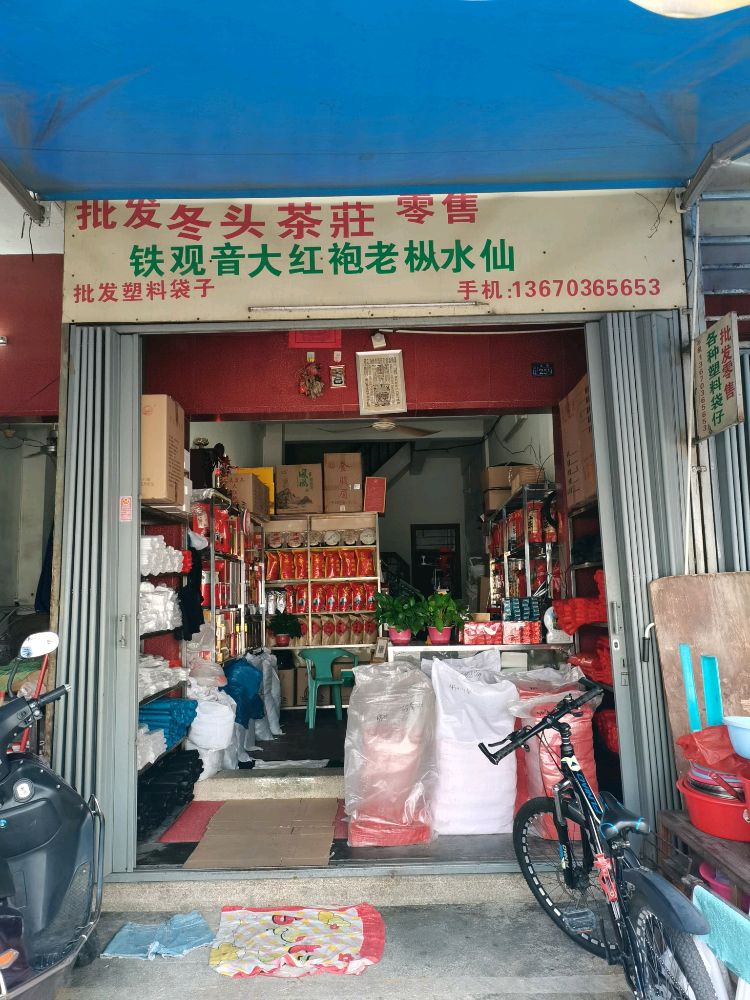 批发 冬头茶莊 零售
铁观音大红袍老枞水仙
批发塑料袋子 手机:13670365653
批发零售
各种塑料袋仔
13670365653